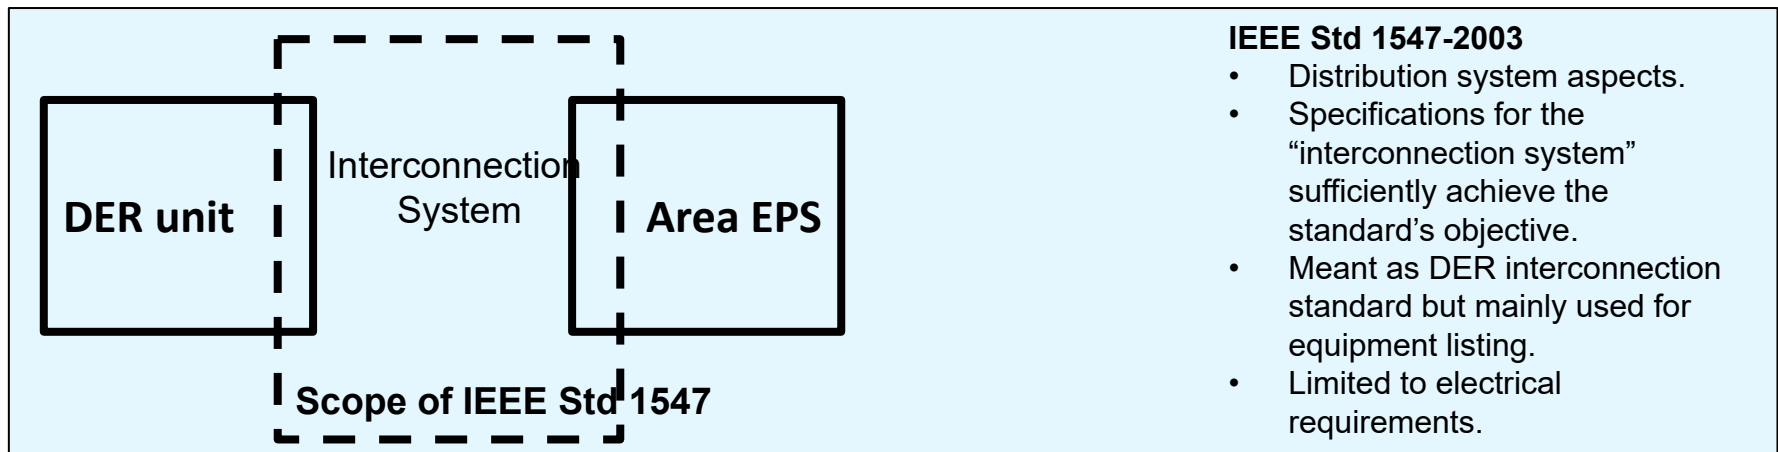 DER unit
Interconnection
System
Area EPS
Scope of IEEE Std 1547
IEEE Std 1547-2003
• Distribution system aspects.
• Specifications for the
“interconnection system”
sufficiently achieve the
standard’s objective.
• Meant as DER interconnection
standard but mainly used for
equipment listing.
• Limited to electrical
requirements.